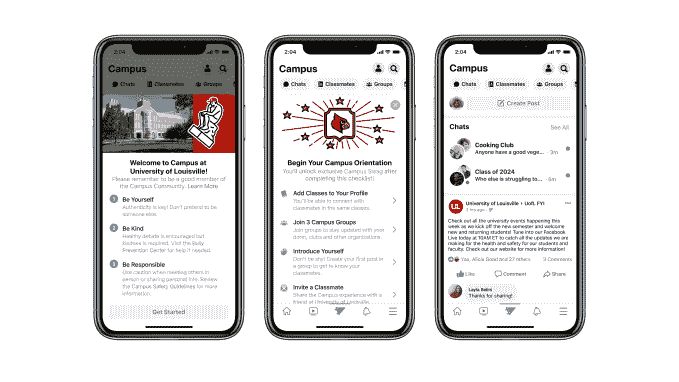 2:04
Campus
Chats
Classmates
Groups
Welcome to Campus at
University of Louisville!
Please remember to be a good member of
the Campus Community. Learn More
1
Be Yourself
Authenticity is key! Don't pretend to be
someone else.
2
Be Kind
Healthy debate is encouraged but
kindness is required. Visit the Bully
Prevention Center for help if needed.
3
Be Responsible
Use caution when meeting others in
person or sharing personal info. Review
the Campus Safety Guidelines for more
information.
Get Started
2:04
Campus
Chats
Classmates
Groups
Begin Your Campus Orientation
You'll unlock exclusive Campus Swag after
completing this checklist!
Add Classes to Your Profile
You'll be able to connect with
classmates in the same classes.
Join 3 Campus Groups
Join groups to stay updated with your
dorm, clubs and other organizations.
Introduce Yourself
Don't be shy! Create your first post in
a group to get to know your
classmates.
Invite a Classmate
Share the Campus experience with a
friend at University of Louisville.
2:04
Campus
Chats
Classmates
Groups
Create Post
Chats
See All
Cooking Club
Anyone have a good vege... · 3m
Class of 2024
Who else is struggling to... · 5m
UL
University of Louisville ▸ UofL FYI
1 hrs
Check out all the university events happening this
week as we kick off the new semester and welcome
new and returning students! Tune into our Facebook
Live today at 10AM ET to catch all the updates we are
making for the health and safety for our students and
faculty. Check out our website for more information!
You, Alicia Good and 27 others
3 Comments
Like
Comment
Share
Layla Belini
Thanks for sharing!